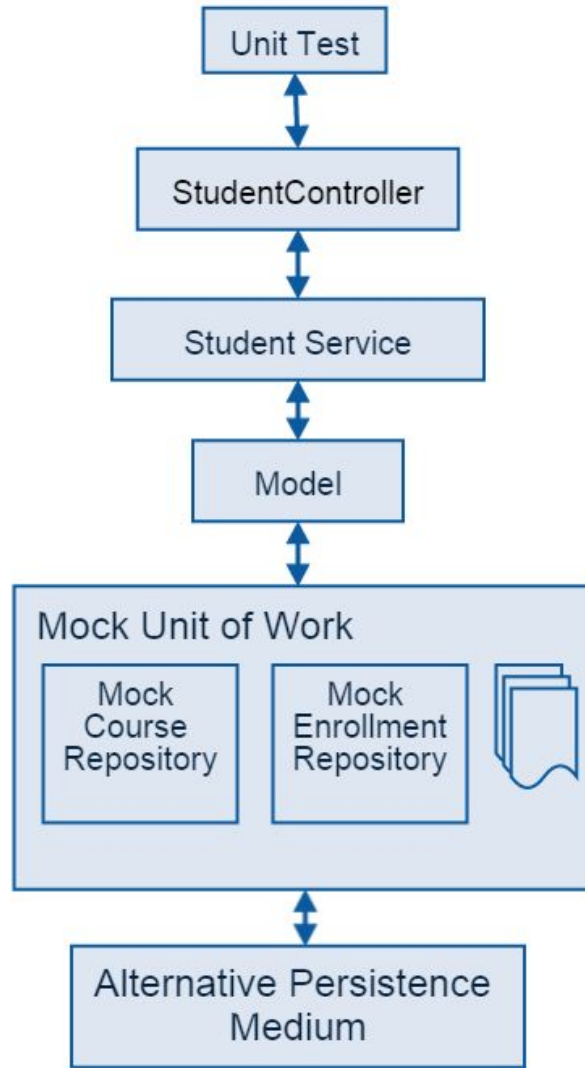 Unit Test
StudentController
Student Service
Model
Mock Unit of Work
Mock
Course
Repository
Mock
Enrollment
Repository
Alternative Persistence
Medium